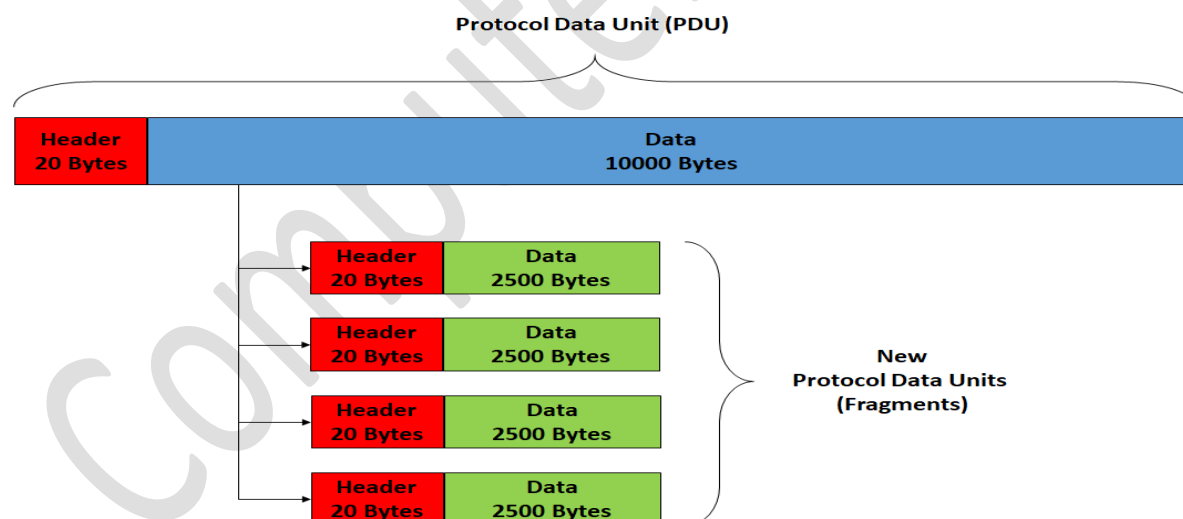 Protocol Data Unit (PDU)
Header
20 Bytes
Data
10000 Bytes
Header
20 Bytes
Data
2500 Bytes
Header
20 Bytes
Data
2500 Bytes
Header
20 Bytes
Data
2500 Bytes
Header
20 Bytes
Data
2500 Bytes
New
Protocol Data Units
(Fragments)
Compute